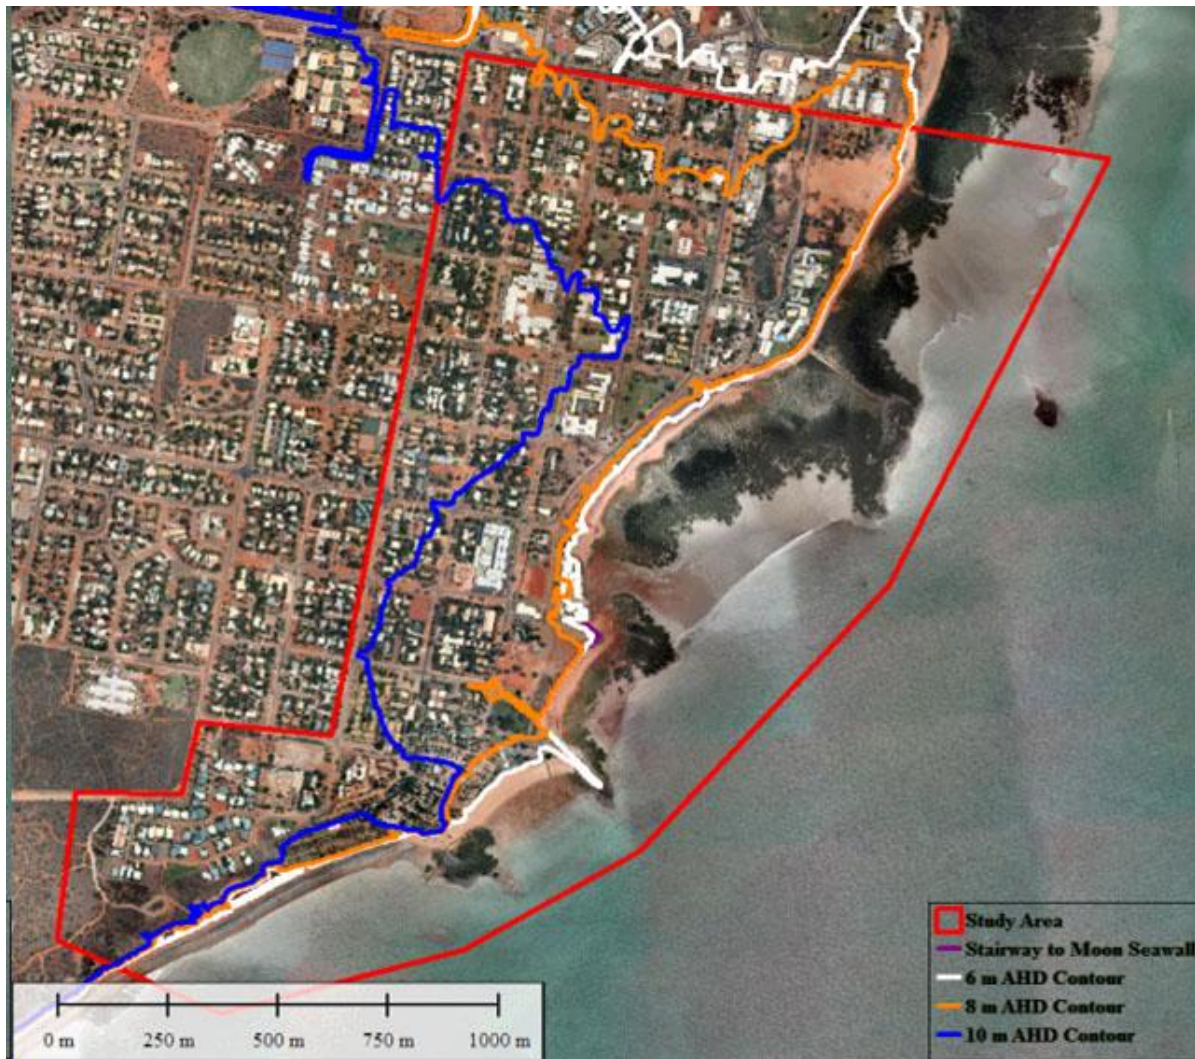 Study Area
Stairway to Moon Seawall
6 m AHD Contour
8 m AHD Contour
10 m AHD Contour
0 m 250 m 500 m 750 m 1000 m